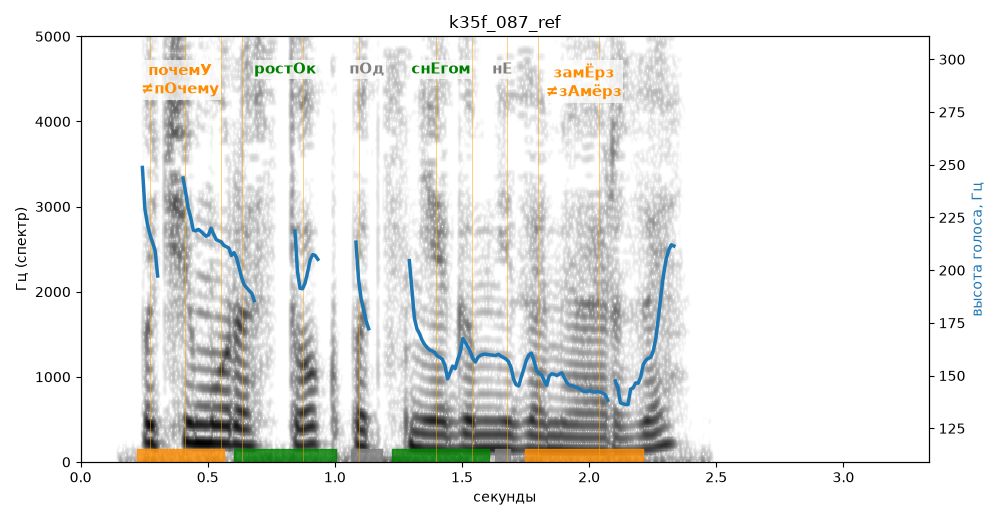 k35f_087_ref
5000
4000
3000
2000
1000
0
Гц (спектр)
почемУ
≠пОчему
ростОк
пОд
снЕгом
нЕ
замЁрз
≠зАмёрз
300
275
250
225
200
175
150
125
высота голоса, Гц
0.0 0.5 1.0 1.5 2.0 2.5 3.0
секунды